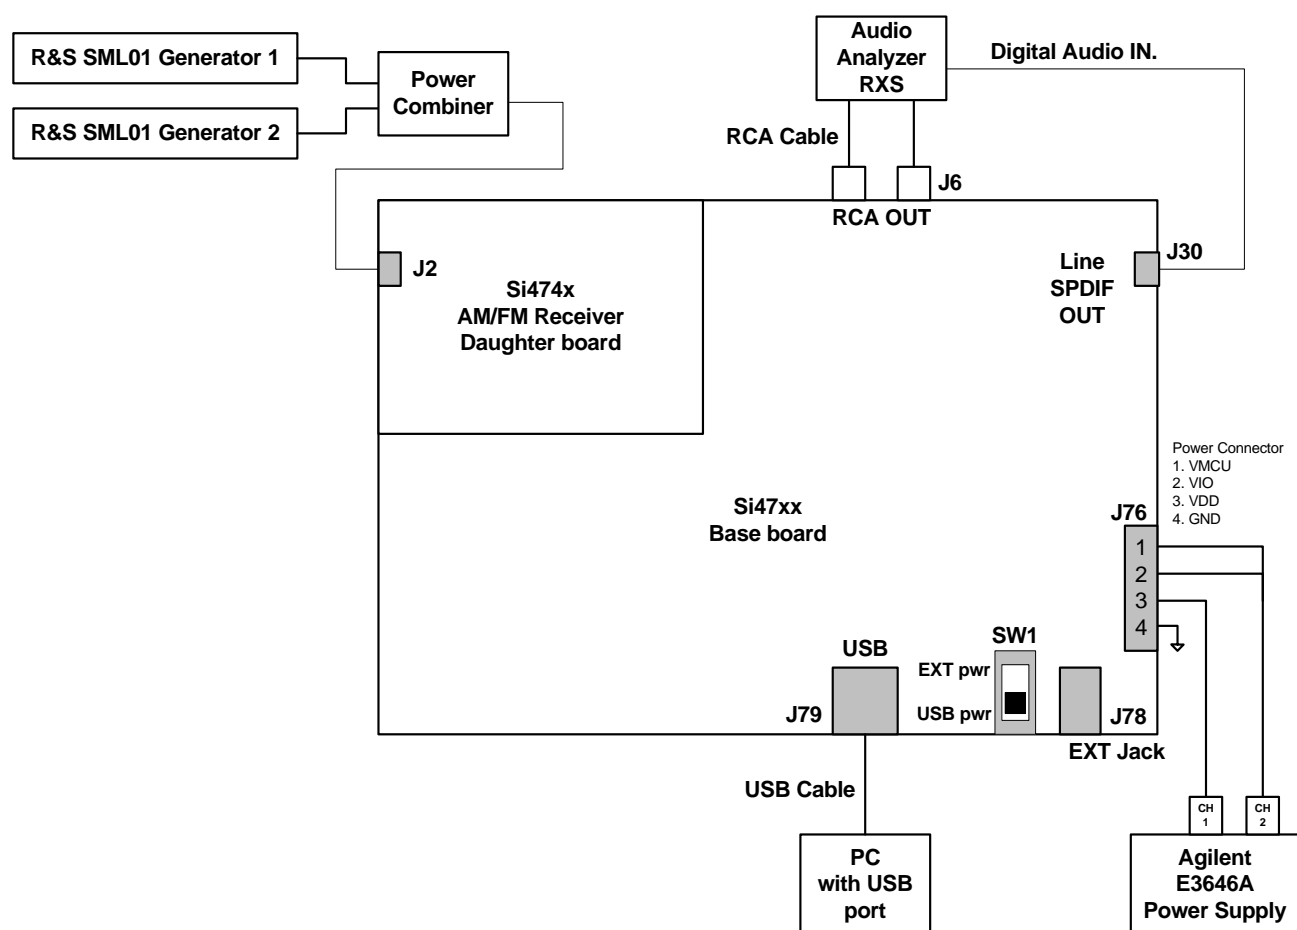 R&S SML01 Generator 1
R&S SML01 Generator 2
Power
Combiner
Audio
Analyzer
RXS
Digital Audio IN.
RCA Cable
J6
RCA OUT
J2
Si474x
AM/FM Receiver
Daughter board
Line
SPDIF
OUT
J30
Power Connector
1. VMCU
2. VIO
3. VDD
4. GND
Si47xx
Base board
J76
1
2
3
4
USB
J79
SW1
EXT pwr
USB pwr
J78
EXT Jack
USB Cable
PC
with USB
port
CH
1
CH
2
Agilent
E3646A
Power Supply